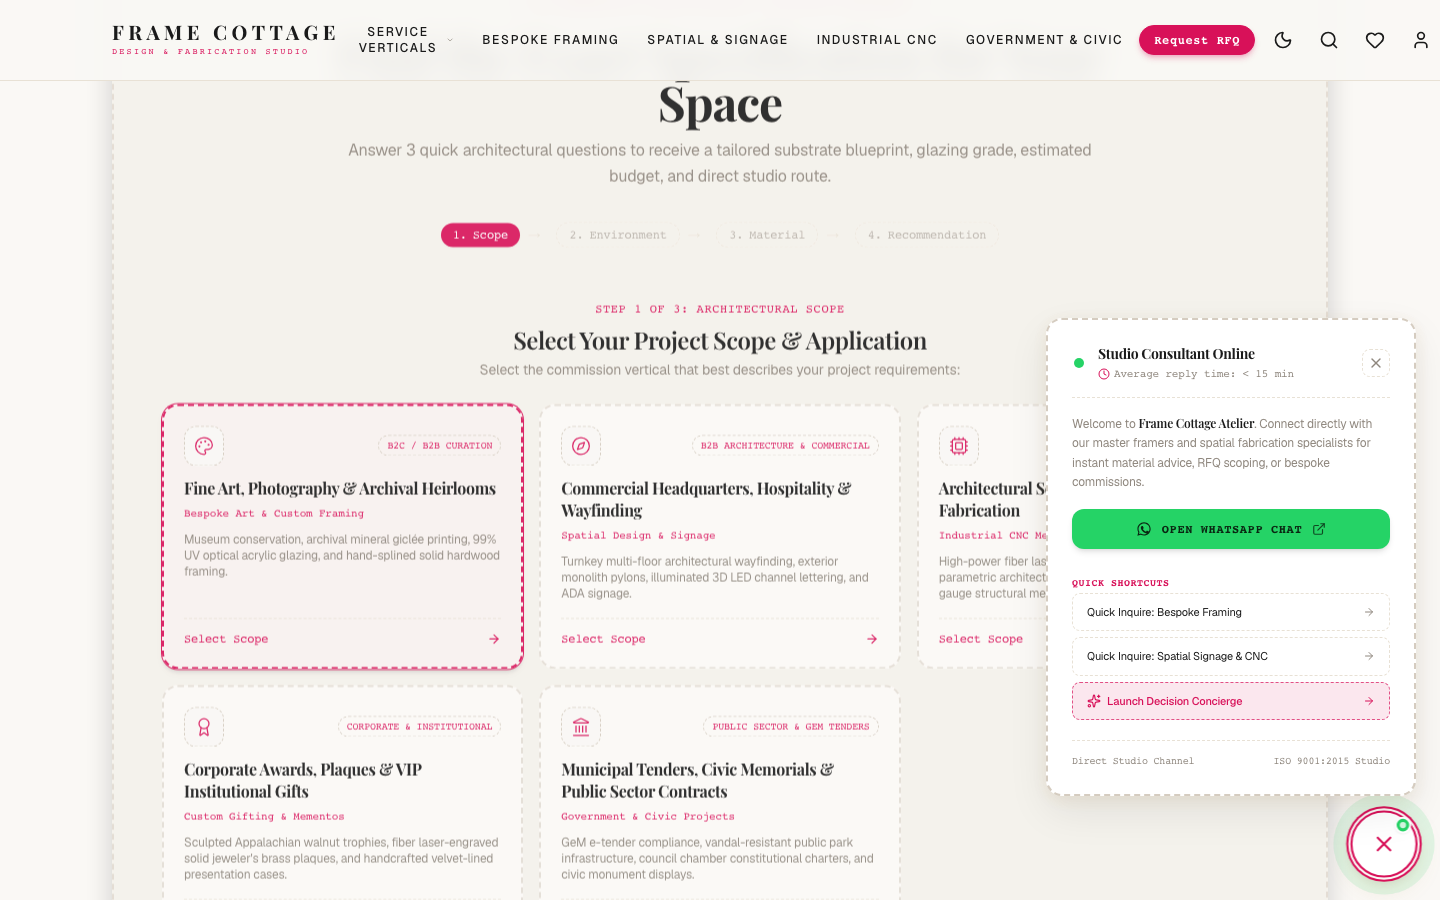 FRAME COTTAGE
DESIGN & FABRICATION STUDIO
SERVICE
VERTICALS
BESPOKE FRAMING
SPATIAL & SIGNAGE
INDUSTRIAL CNC
GOVERNMENT & CIVIC
Request RFQ
Space
Answer 3 quick architectural questions to receive a tailored substrate blueprint, glazing grade, estimated
budget, and direct studio route.
1. Scope
2. Environment
3. Material
4. Recommendation
STEP 1 OF 3: ARCHITECTURAL SCOPE
Select Your Project Scope & Application
Select the commission vertical that best describes your project requirements:
B2C / B2B CURATION
Fine Art, Photography & Archival Heirlooms
Bespoke Art & Custom Framing
Museum conservation, archival mineral giclée printing, 99%
UV optical acrylic glazing, and hand-splined solid hardwood
framing.
Select Scope
B2B ARCHITECTURE & COMMERCIAL
Commercial Headquarters, Hospitality &
Wayfinding
Spatial Design & Signage
Turnkey multi-floor architectural wayfinding, exterior
monolith pylons, illuminated 3D LED channel lettering, and
ADA signage.
Select Scope
Architectural
Fabrication
Industrial CNC
High-power fiber
parametric
gauge structural
Select Scope
CORPORATE & INSTITUTIONAL
Corporate Awards, Plaques & VIP
Institutional Gifts
Custom Gifting & Mementos
Sculpted Appalachian walnut trophies, fiber laser-engraved
solid jeweler's brass plaques, and handcrafted velvet-lined
presentation cases.
PUBLIC SECTOR & GEM TENDERS
Municipal Tenders, Civic Memorials &
Public Sector Contracts
Government & Civic Projects
GeM e-tender compliance, vandal-resistant public park
infrastructure, council chamber constitutional charters, and
civic monument displays.
Studio Consultant Online
Average reply time: < 15 min
Welcome to Frame Cottage Atelier. Connect directly with
our master framers and spatial fabrication specialists for
instant material advice, RFQ scoping, or bespoke
commissions.
OPEN WHATSAPP CHAT
QUICK SHORTCUTS
Quick Inquire: Bespoke Framing
Quick Inquire: Spatial Signage & CNC
Launch Decision Concierge
Direct Studio Channel
ISO 9001:2015 Studio